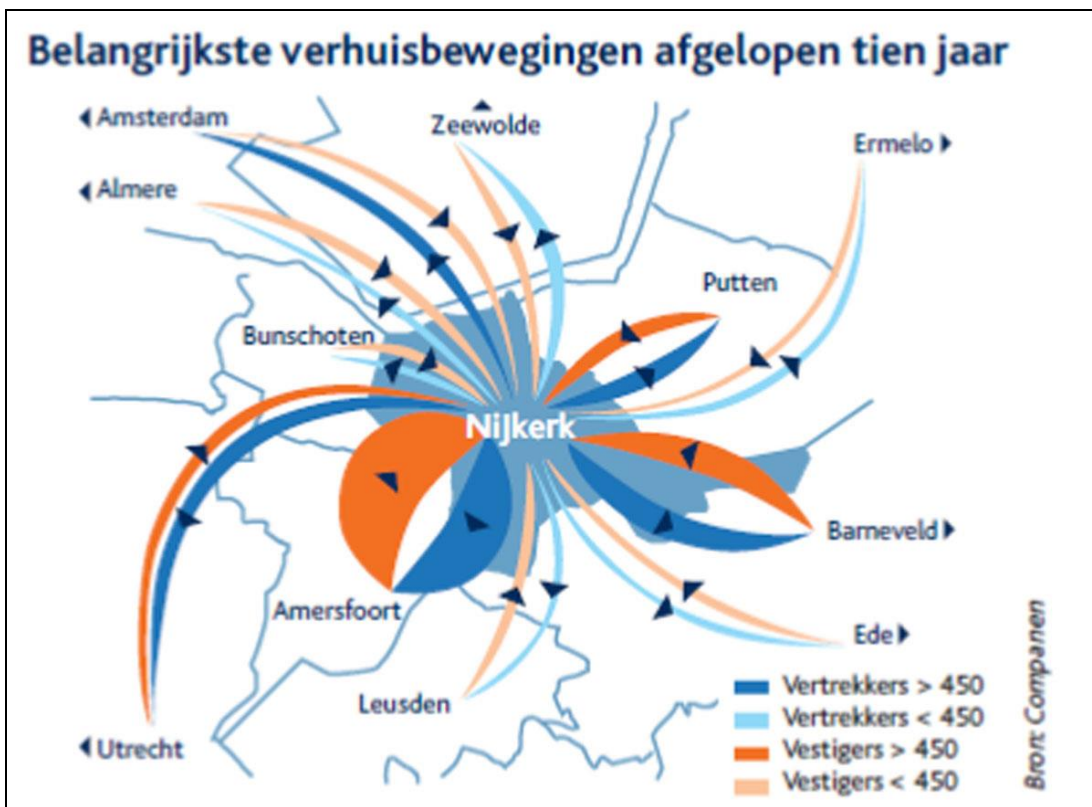 Belangrijkste verhuisbewegingen afgelopen tien jaar
Amsterdam
Zeewolde
Ermelo
Almere
Putten
Bunschoten
Nijkerk
Barneveld
Amersfoort
Ede
Leusden
Utrecht
Vertrekkers > 450
Vertrekkers < 450
Vestigers > 450
Vestigers < 450
Bron: Companen